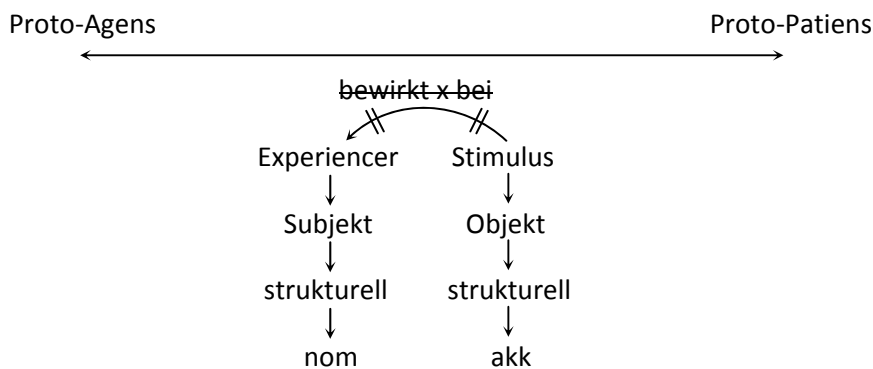 Proto-Agens Proto-Patiens
bewirkt x bei
Experiencer Stimulus
Subjekt Objekt
strukturell strukturell
nom akk